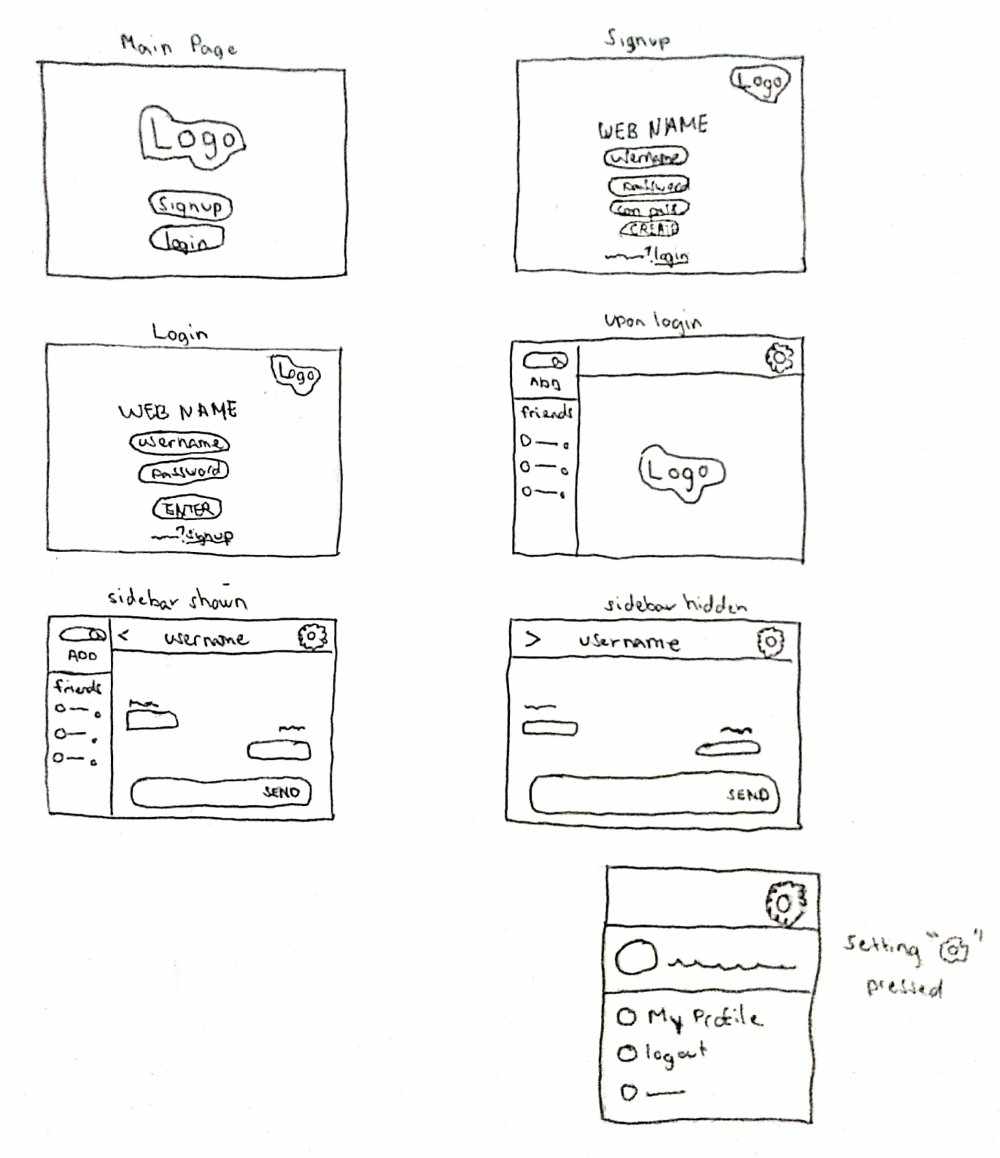 Main Page
Logo
Signup
login
Signup
Logo
WEB NAME
username
password
con pass
CREATE
?login
Login
Logo
WEB NAME
username
password
ENTER
?signup
upon login
ADD
friends
Logo
sidebar shown
< username
ADD
friends
SEND
sidebar hidden
> username
SEND
My Profile
logout
Setting " "
pressed